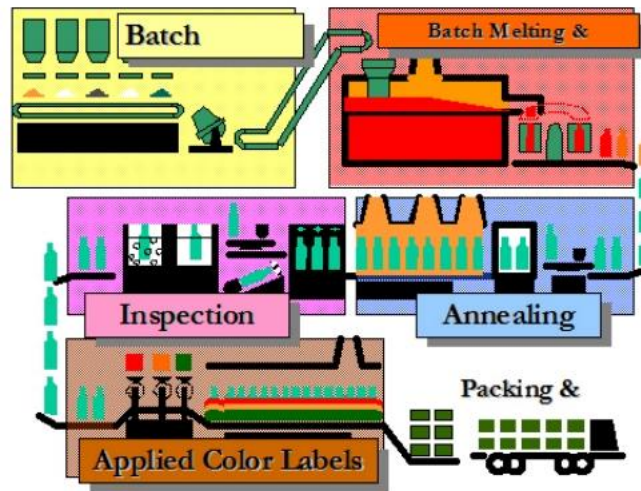 Batch
Batch Melting &
Inspection
Annealing
Packing &
Applied Color Labels